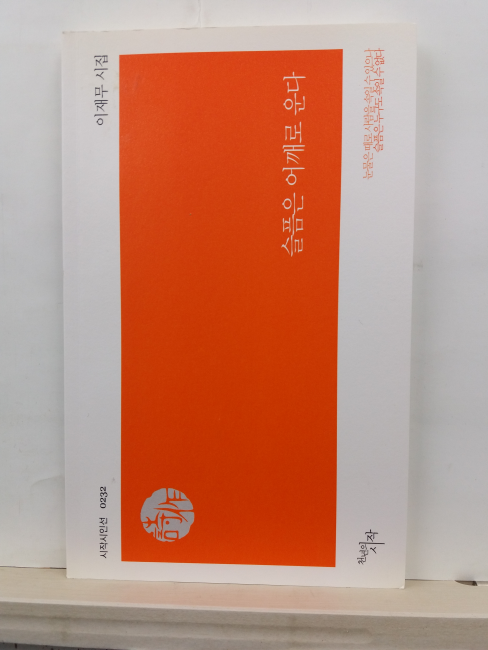 이재무 시집
슬픔은 어깨로 운다
눈물은 때로 사람을 속일 수 있으나
슬픔은 누구도 속일 수 없다
시작시인선 0232
천년의
시작